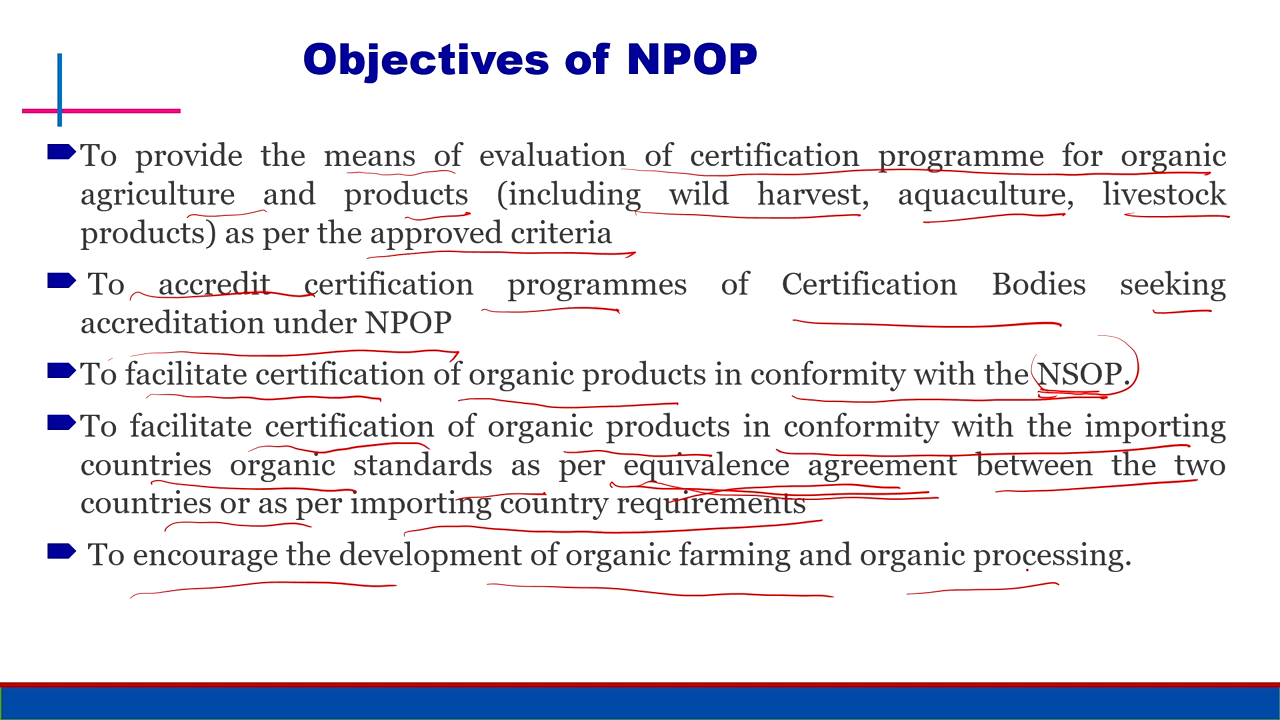 Objectives of NPOP
To provide the means of evaluation of certification programme for organic
agriculture and products (including wild harvest, aquaculture, livestock
products) as per the approved criteria
To accredit certification programmes of Certification Bodies seeking
accreditation under NPOP
To facilitate certification of organic products in conformity with the NSOP.
To facilitate certification of organic products in conformity with the importing
countries organic standards as per equivalence agreement between the two
countries or as per importing country requirements
To encourage the development of organic farming and organic processing.